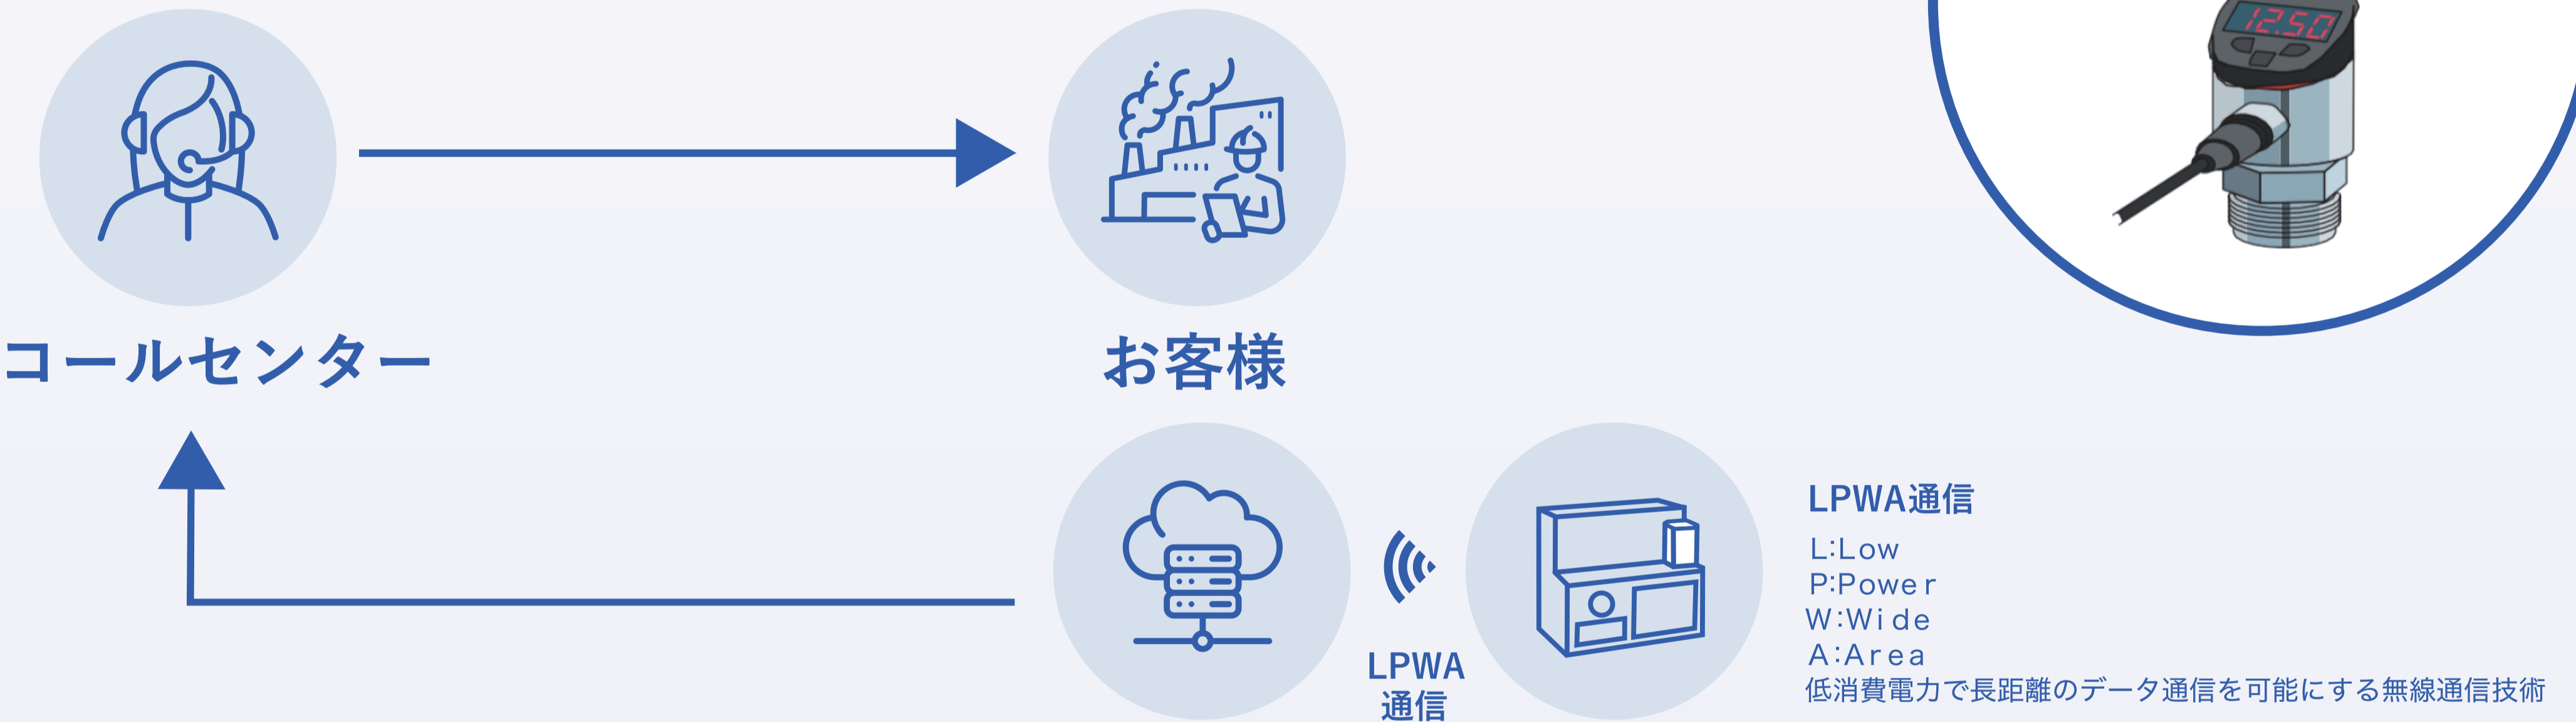 12.50
コールセンター
お客様
LPWA
通信
LPWA通信
L:Low
P:Power
W:Wide
A:Area
低消費電力で長距離のデータ通信を可能にする無線通信技術